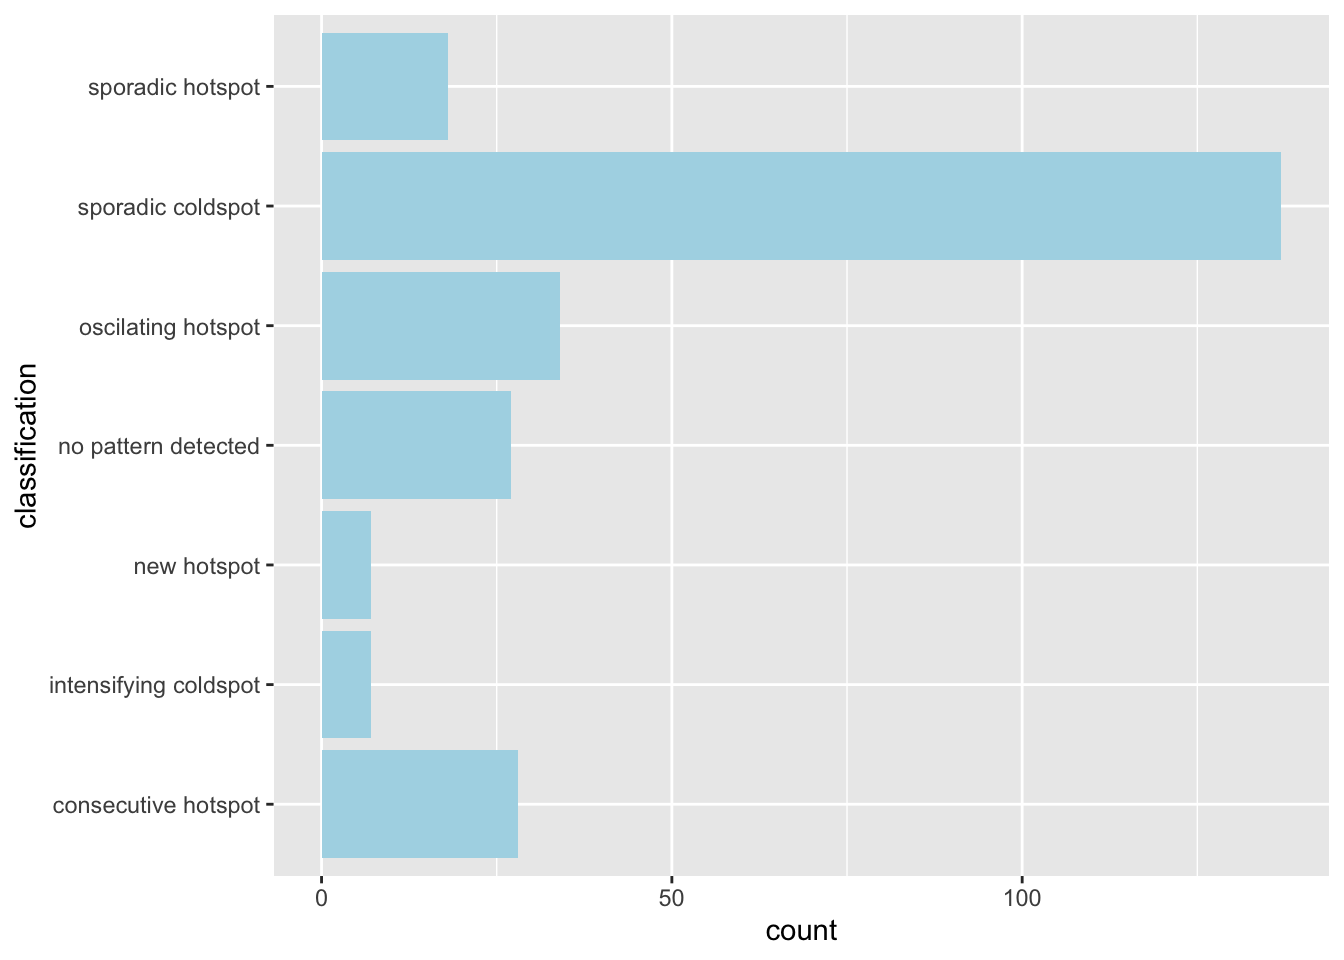 sporadic hotspot
sporadic coldspot
oscilating hotspot
no pattern detected
new hotspot
intensifying coldspot
consecutive hotspot
classification
0 50 100
count